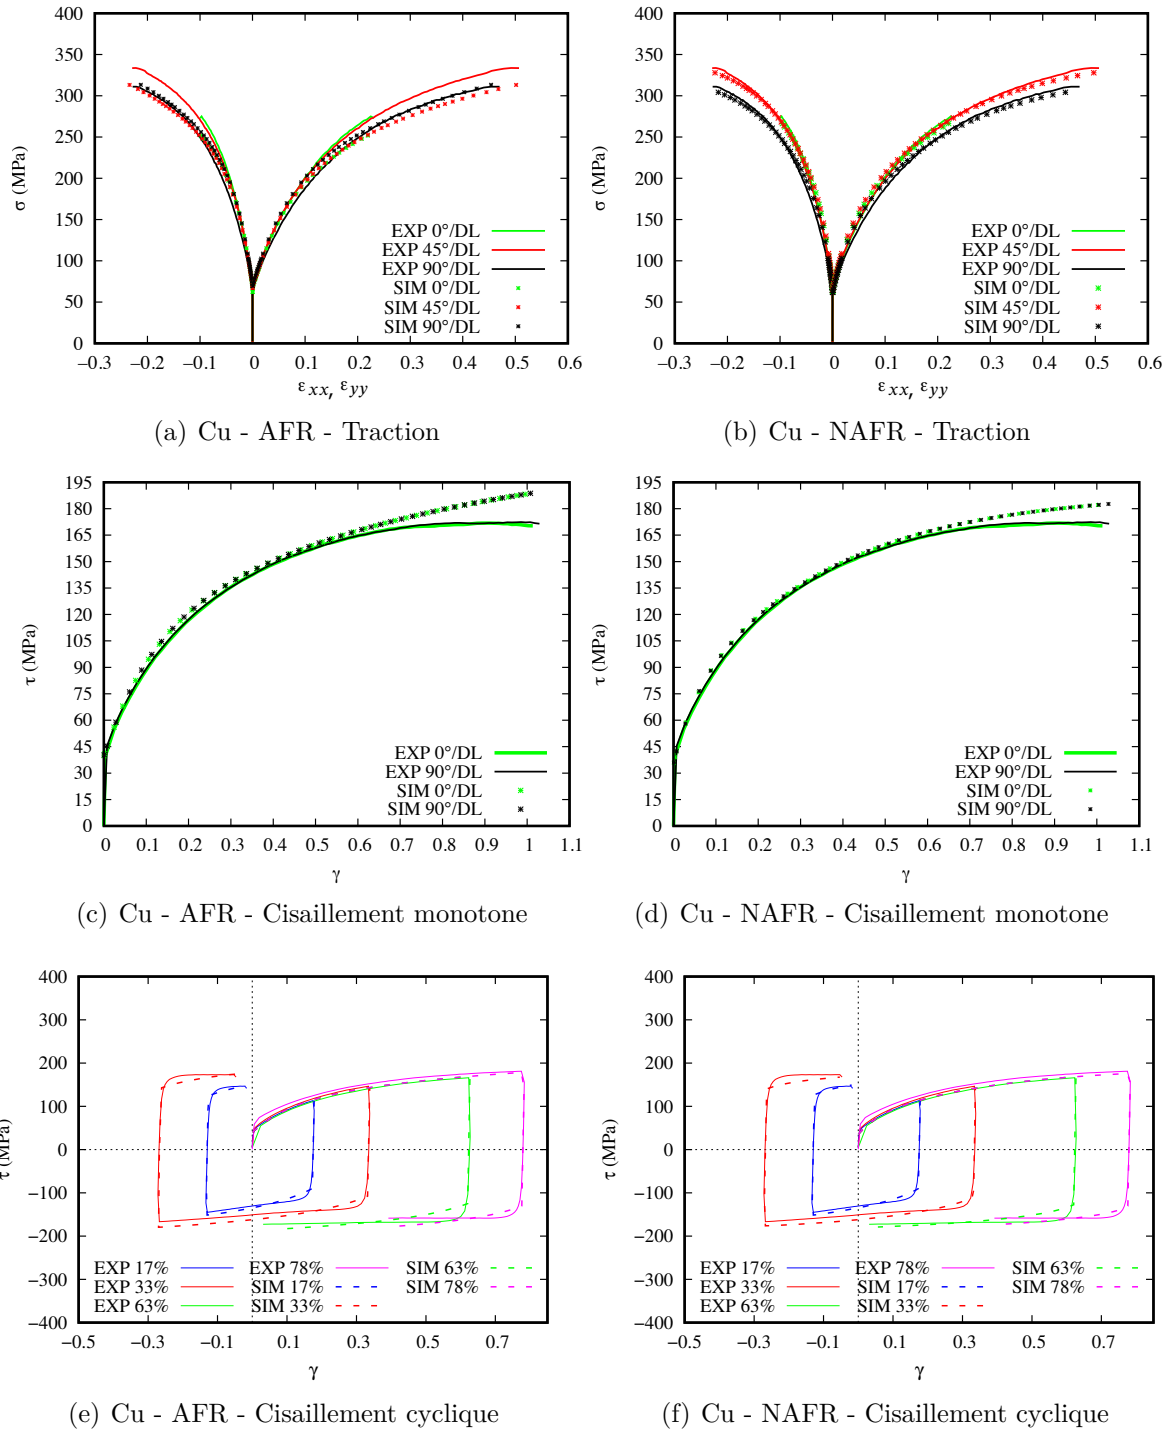 400
350
300
250
200
150
100
50
0
σ (MPa)
EXP 0°/DL
EXP 45°/DL
EXP 90°/DL
SIM 0°/DL
SIM 45°/DL
SIM 90°/DL
−0.3 −0.2 −0.1 0 0.1 0.2 0.3 0.4 0.5 0.6
εxx, εyy
(a) Cu - AFR - Traction
400
350
300
250
200
150
100
50
0
σ (MPa)
EXP 0°/DL
EXP 45°/DL
EXP 90°/DL
SIM 0°/DL
SIM 45°/DL
SIM 90°/DL
−0.3 −0.2 −0.1 0 0.1 0.2 0.3 0.4 0.5 0.6
εxx, εyy
(b) Cu - NAFR - Traction
195
180
165
150
135
120
105
90
75
60
45
30
15
0
τ (MPa)
EXP 0°/DL
EXP 90°/DL
SIM 0°/DL
SIM 90°/DL
0 0.1 0.2 0.3 0.4 0.5 0.6 0.7 0.8 0.9 1 1.1
γ
(c) Cu - AFR - Cisaillement monotone
195
180
165
150
135
120
105
90
75
60
45
30
15
0
τ (MPa)
EXP 0°/DL
EXP 90°/DL
SIM 0°/DL
SIM 90°/DL
0 0.1 0.2 0.3 0.4 0.5 0.6 0.7 0.8 0.9 1 1.1
γ
(d) Cu - NAFR - Cisaillement monotone
400
300
200
100
0
−100
−200
−300
−400
τ (MPa)
EXP 17% EXP 78% SIM 63%
EXP 33% SIM 17% SIM 78%
EXP 63% SIM 33%
−0.5 −0.3 −0.1 0.1 0.3 0.5 0.7
γ
(e) Cu - AFR - Cisaillement cyclique
400
300
200
100
0
−100
−200
−300
−400
τ (MPa)
EXP 17% EXP 78% SIM 63%
EXP 33% SIM 17% SIM 78%
EXP 63% SIM 33%
−0.5 −0.3 −0.1 0.1 0.3 0.5 0.7
γ
(f) Cu - NAFR - Cisaillement cyclique